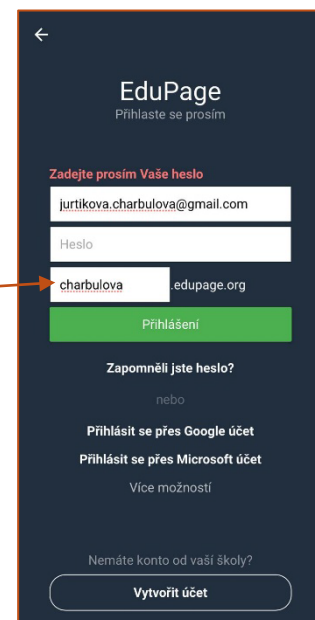 EduPage
Přihlaste se prosím
Zadejte prosím Vaše heslo
jurtikova.charbulova@gmail.com
Heslo
charbulova .edupage.org
Přihlášení
Zapomněli jste heslo?
nebo
Přihlásit se přes Google účet
Přihlásit se přes Microsoft účet
Více možností
Nemáte konto od vaší školy?
Vytvořit účet